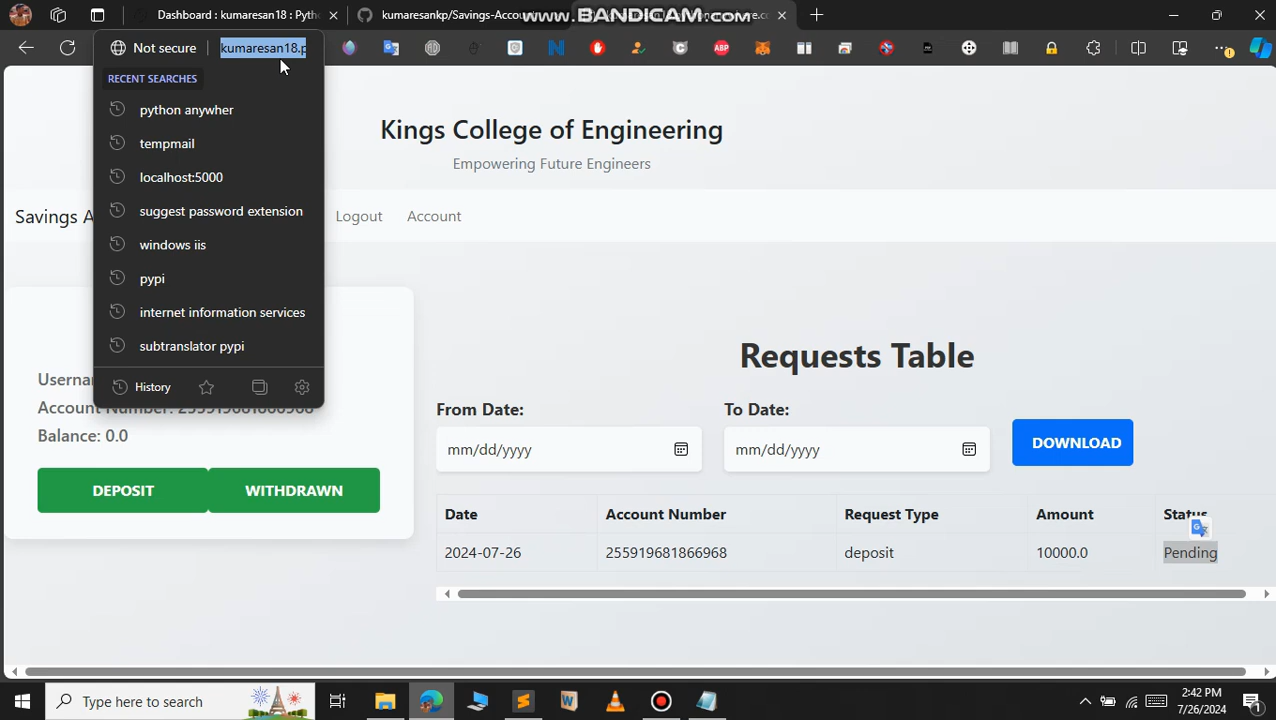 Dashboard : kumaresan18 : Pyth
kumaresankp/Savings-Accou
www.BANDICAM.com
Not secure
kumaresan18.p
ABP
RECENT SEARCHES
python anywher
tempmail
localhost:5000
suggest password extension
windows iis
pypi
internet information services
subtranslator pypi
History
Kings College of Engineering
Empowering Future Engineers
Savings A
Logout
Account
Userna
Account Number: 255919681866968
Balance: 0.0
DEPOSIT
WITHDRAWN
Requests Table
From Date:
To Date:
mm/dd/yyyy
mm/dd/yyyy
DOWNLOAD
Date
Account Number
Request Type
Amount
Status
2024-07-26
255919681866968
deposit
10000.0
Pending
Type here to search
2:42 PM
7/26/2024